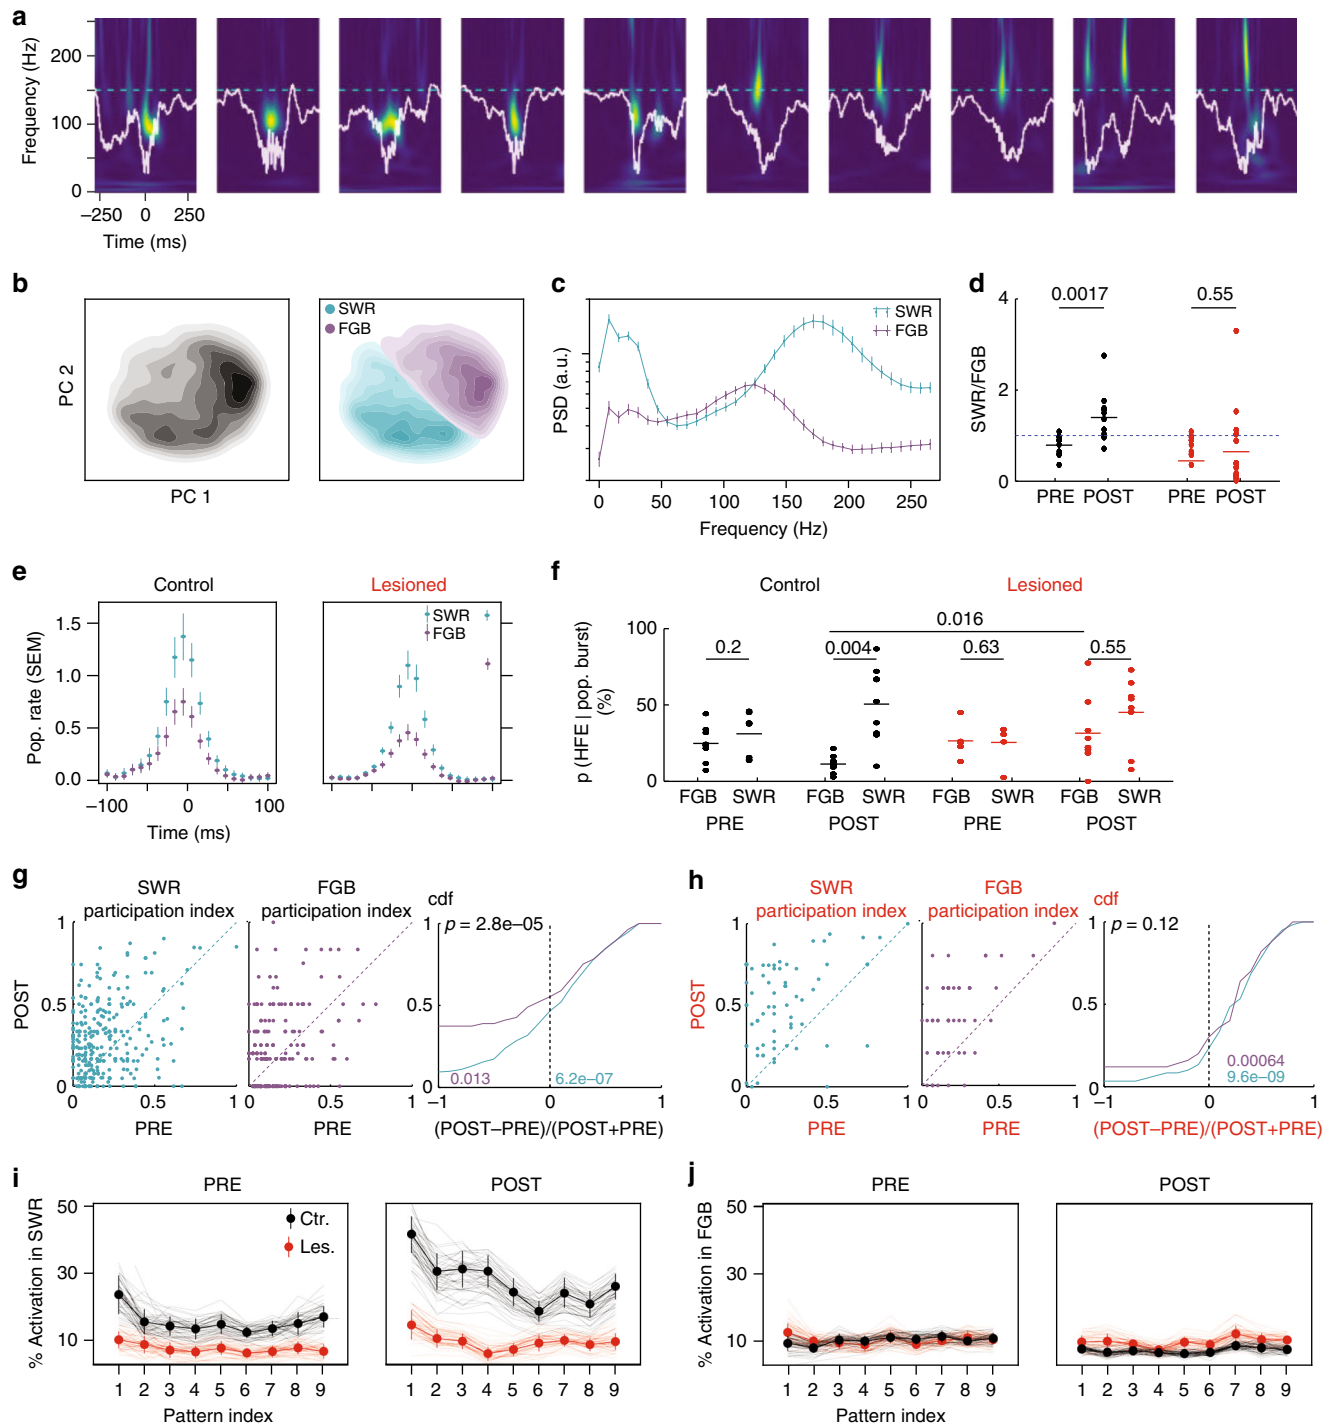 a
Frequency (Hz)
200
100
0
−250 0 250
Time (ms)
b
PC 2
PC 1
SWR
FGB
c
PSD (a.u.)
SWR
FGB
0 50 100 150 200 250
Frequency (Hz)
d
SWR/FGB
4
2
0
0.0017 0.55
PRE POST PRE POST
e
Control Lesioned
Pop. rate (SEM)
1.5
1.0
0.5
0.0
SWR
FGB
−100 0 100
Time (ms)
f
Control Lesioned
p (HFE | pop. burst)
(%)
100
50
0
0.016
0.2 0.004 0.63 0.55
FGB SWR FGB SWR FGB SWR FGB SWR
PRE POST PRE POST
g
SWR
participation index
FGB
participation index
cdf
p = 2.8e−05
POST
1
0.5
0
0 0.5 1
PRE
0 0.5 1
PRE
1
0.5
0
0.013 6.2e−07
−1 0 1
(POST−PRE)/(POST+PRE)
h
SWR
participation index
FGB
participation index
cdf
p = 0.12
POST
1
0.5
0
0 0.5 1
PRE
1
0.5
0
0 0.5 1
PRE
1
0.5
0
0.00064
9.6e−09
−1 0 1
(POST−PRE)/(POST+PRE)
i
PRE POST
% Activation in SWR
50
30
10
Ctr.
Les.
1 2 3 4 5 6 7 8 9
1 2 3 4 5 6 7 8 9
Pattern index
j
PRE POST
% Activation in FGB
50
30
10
1 2 3 4 5 6 7 8 9
1 2 3 4 5 6 7 8 9
Pattern index